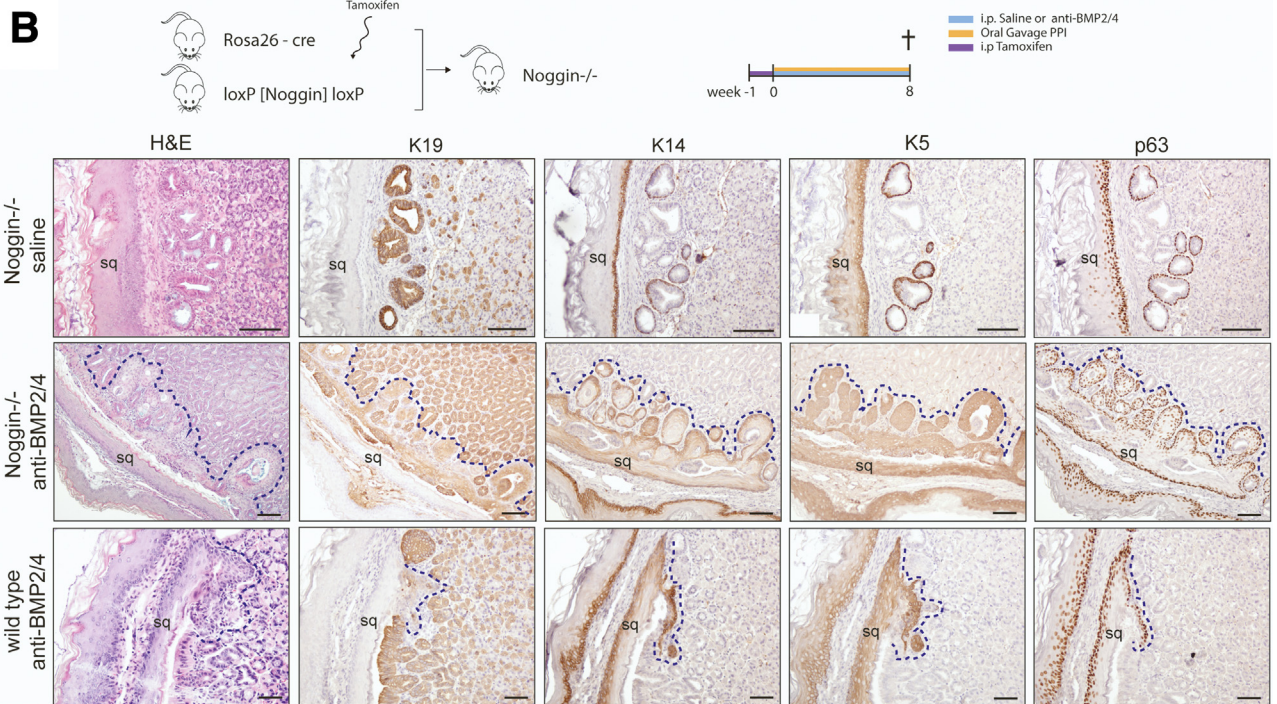 B
Tamoxifen
Rosa26 - cre
loxP [Noggin] loxP
Noggin-/-
week -1 0 8
i.p. Saline or anti-BMP2/4
Oral Gavage PPI
i.p Tamoxifen
H&E K19 K14 K5 p63
Noggin-/-
saline
sq sq sq sq sq
Noggin-/-
anti-BMP2/4
sq sq sq sq sq
wild type
anti-BMP2/4
sq sq sq sq sq